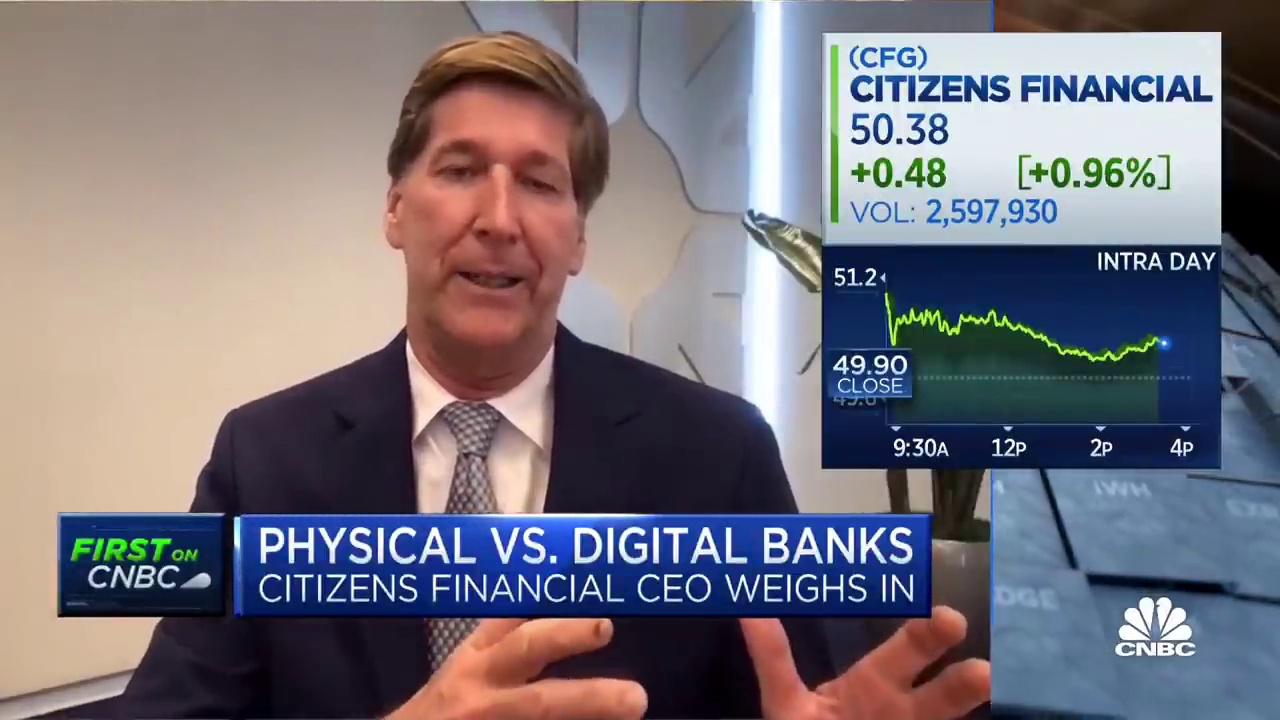 (CFG)
CITIZENS FINANCIAL
50.38
+0.48 [+0.96%]
VOL: 2,597,930
INTRA DAY
51.2
49.90
CLOSE
9:30A 12P 2P 4P
FIRST ON
CNBC
PHYSICAL VS. DIGITAL BANKS
CITIZENS FINANCIAL CEO WEIGHS IN
CNBC